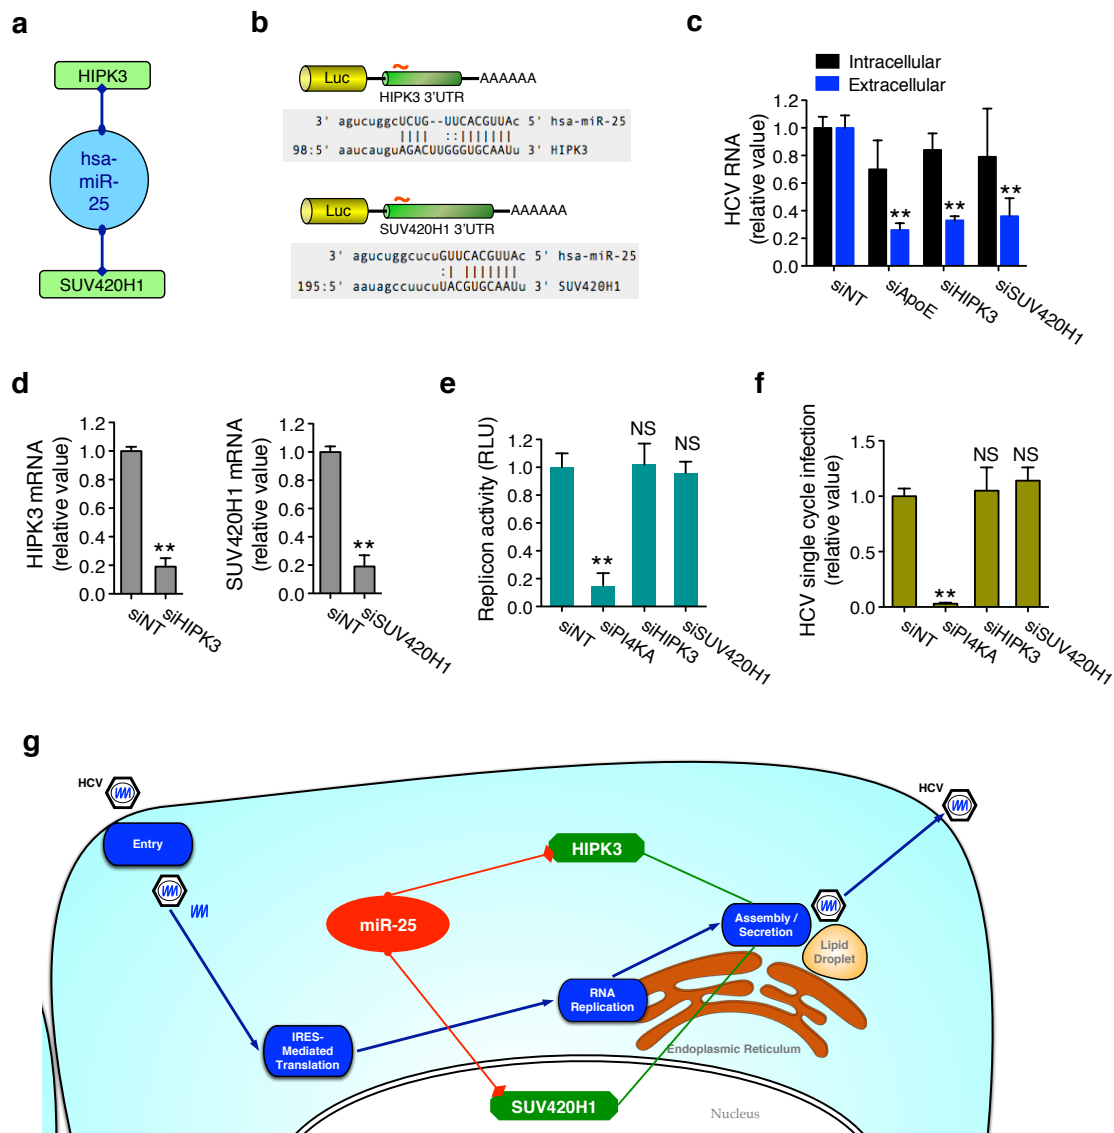 a
HIPK3
hsa-
miR-
25
SUV420H1
b
Luc
AAAAAA
HIPK3 3'UTR
3' agucuggcUCUG--UUCACGUUAc 5' hsa-miR-25
|||| ::|||||||
98:5' aaucauguAGACUUGGGUGCAAUu 3' HIPK3
Luc
AAAAAA
SUV420H1 3'UTR
3' agucuggcucuGUUCACGUUAc 5' hsa-miR-25
:| |||||||
195:5' aauagccuucuUACGUGCAAUu 3' SUV420H1
c
Intracellular
Extracellular
HCV RNA
(relative value)
1.2
1.0
0.8
0.6
0.4
0.2
0.0
**
**
**
siNT
siApoE
siHIPK3
siSUV420H1
d
HIPK3 mRNA
(relative value)
1.2
1.0
0.8
0.6
0.4
0.2
0.0
**
siNT
siHIPK3
SUV420H1 mRNA
(relative value)
1.2
1.0
0.8
0.6
0.4
0.2
0.0
**
siNT
siSUV420H1
e
Replicon activity (RLU)
1.2
1.0
0.8
0.6
0.4
0.2
0.0
**
NS
NS
siNT
siPI4KA
siHIPK3
siSUV420H1
f
HCV single cycle infection
(relative value)
1.5
1.0
0.5
0.0
**
NS
NS
siNT
siPI4KA
siHIPK3
siSUV420H1
g
HCV
Entry
HIPK3
miR-25
HCV
Assembly /
Secretion
Lipid
Droplet
RNA
Replication
IRES-
Mediated
Translation
Endoplasmic Reticulum
SUV420H1
Nucleus